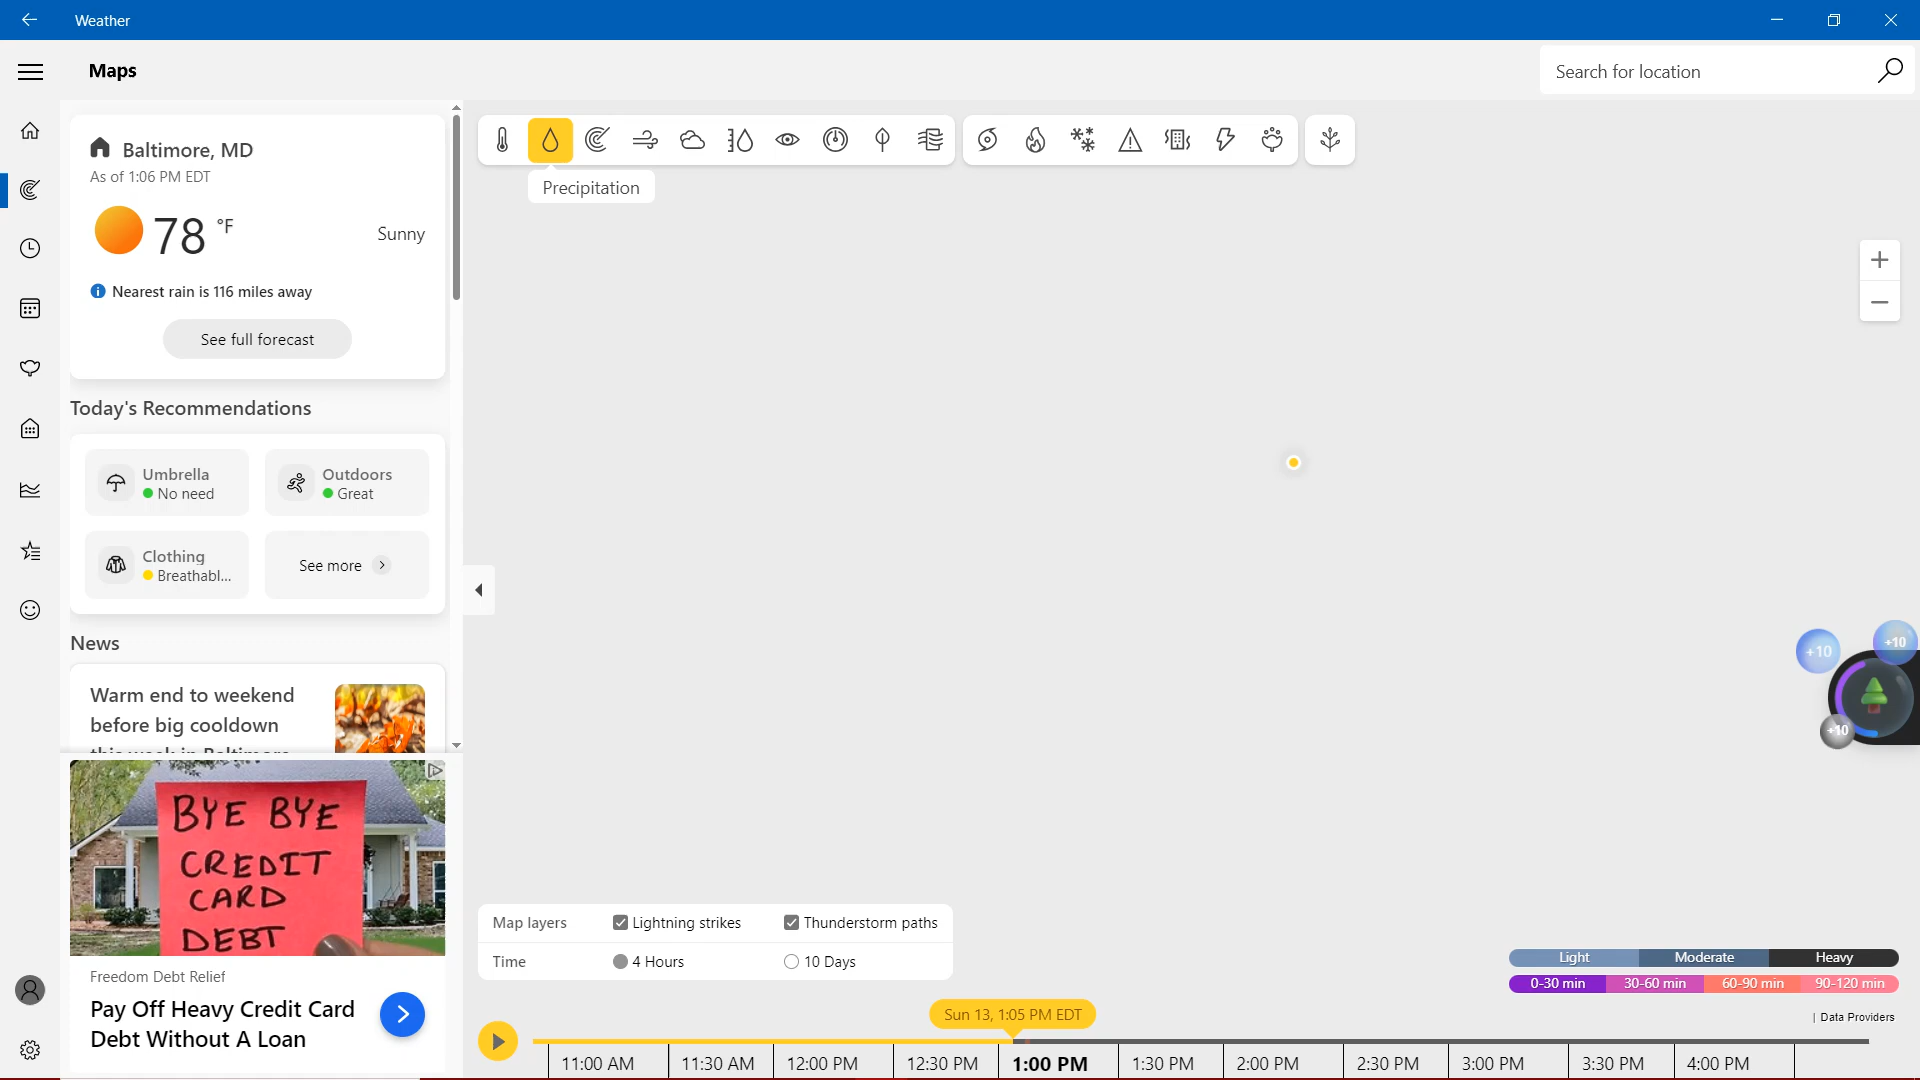 Weather
Maps
Search for location
Baltimore, MD
As of 1:06 PM EDT
78 °F
Sunny
Nearest rain is 116 miles away
See full forecast
Today's Recommendations
Umbrella
No need
Outdoors
Great
Clothing
Breathabl...
See more
News
Warm end to weekend
before big cooldown
this week in Baltimore
BYE BYE
CREDIT
CARD
DEBT
Freedom Debt Relief
Pay Off Heavy Credit Card
Debt Without A Loan
Precipitation
+10
+10
+10
Map layers
Lightning strikes
Thunderstorm paths
Time
4 Hours
10 Days
Light Moderate Heavy
0-30 min 30-60 min 60-90 min 90-120 min
| Data Providers
Sun 13, 1:05 PM EDT
11:00 AM 11:30 AM 12:00 PM 12:30 PM 1:00 PM 1:30 PM 2:00 PM 2:30 PM 3:00 PM 3:30 PM 4:00 PM